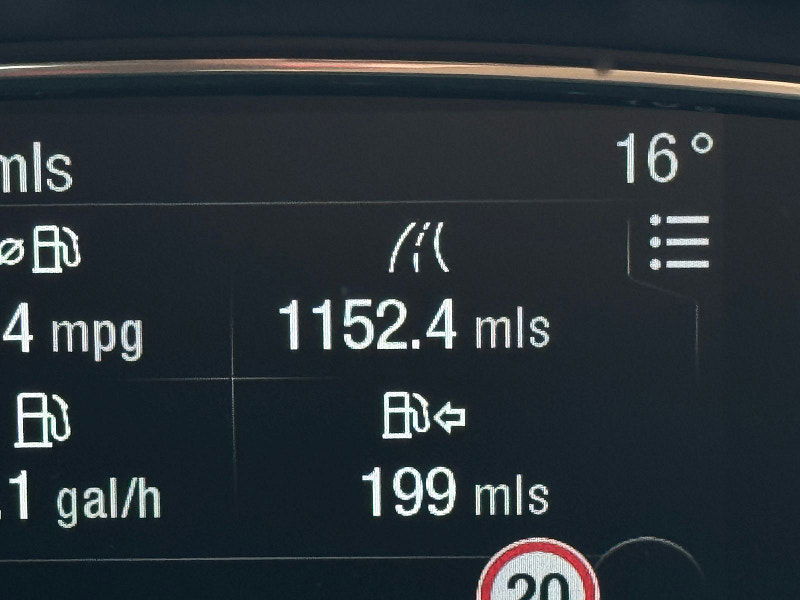 mls 16°
4 mpg 1152.4 mls
.1 gal/h 199 mls
20